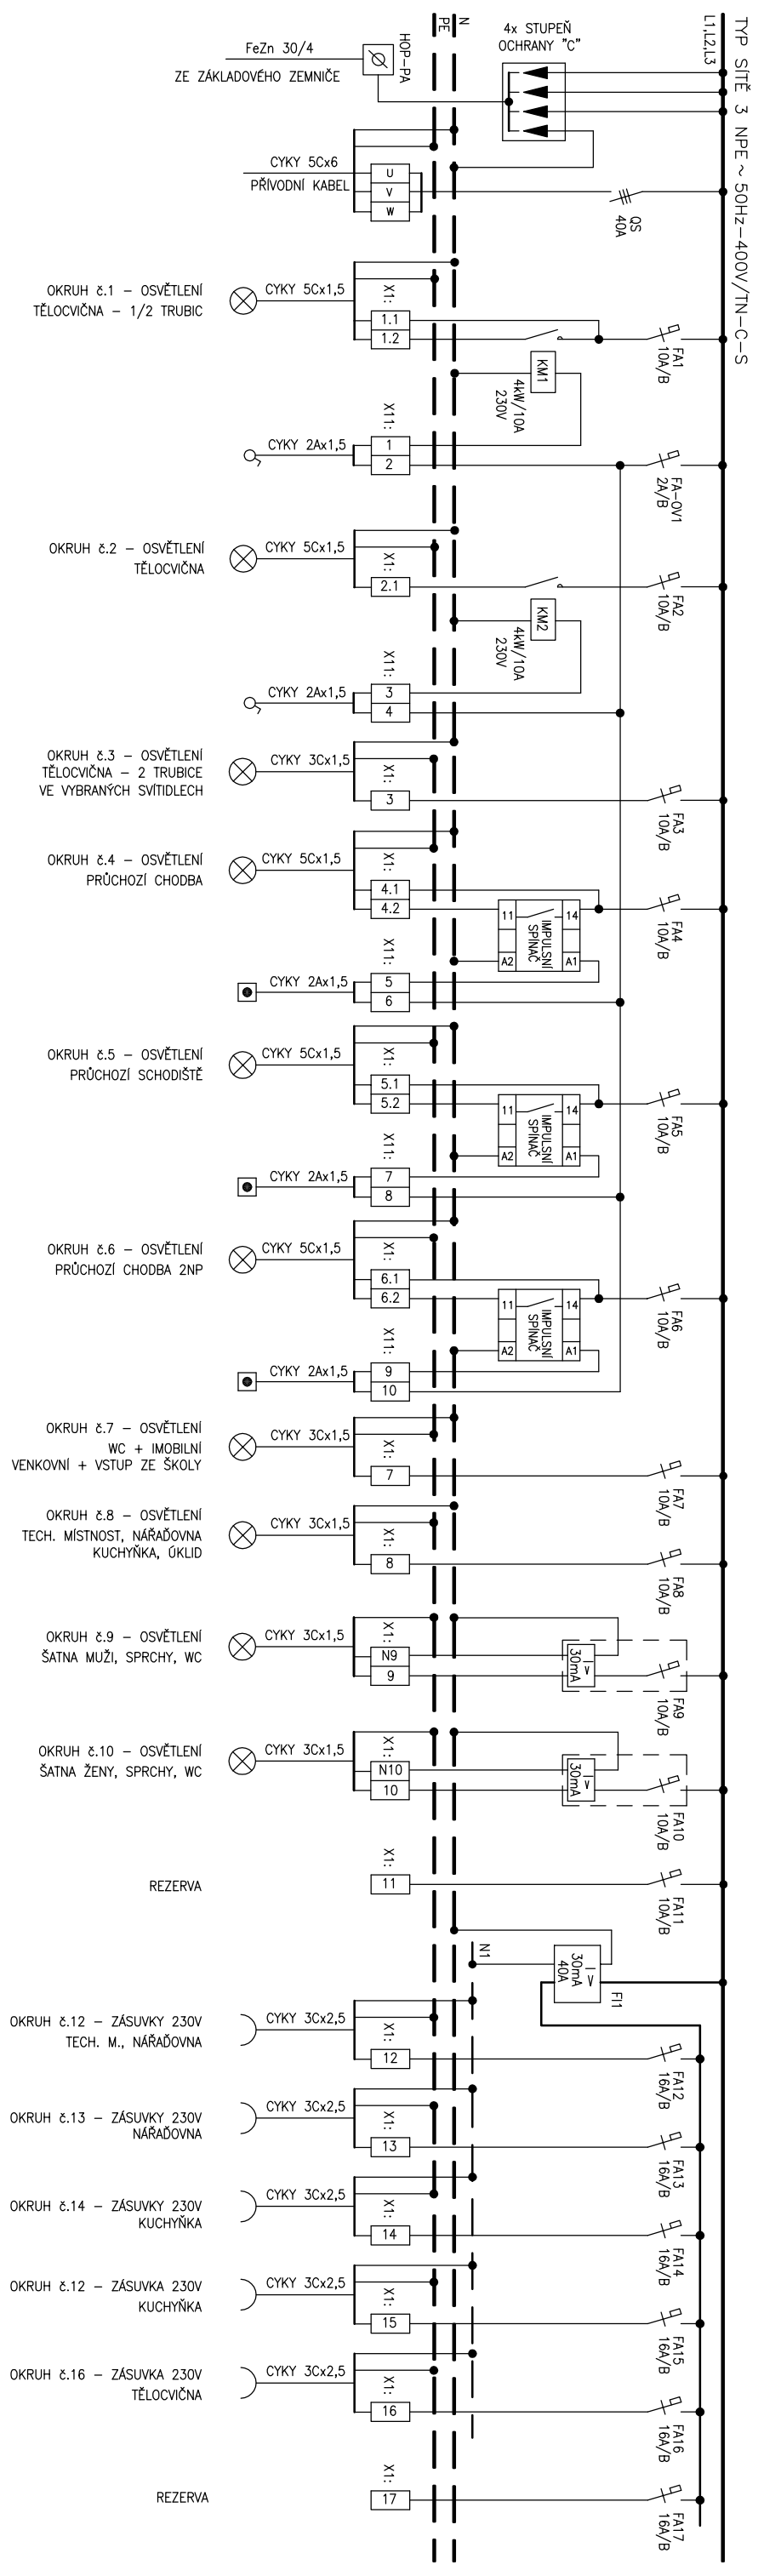 TYP SÍTĚ 3 NPE ~ 50Hz-400V/TN-C-S
L1,L2,L3
N
PE
4x STUPEŇ
OCHRANY "C"
HOP-PA
FeZn 30/4
ZE ZÁKLADOVÉHO ZEMNIČE
CYKY 5Cx6
PŘÍVODNÍ KABEL
U
V
W
QS
40A
OKRUH č.1 – OSVĚTLENÍ
TĚLOCVIČNA – 1/2 TRUBIC
CYKY 5Cx1,5
X1:
1.1
1.2
FA1
10A/B
KM1
4kW/10A
230V
X11:
CYKY 2Ax1,5
1
2
FA-OV1
2A/B
OKRUH č.2 – OSVĚTLENÍ
TĚLOCVIČNA
CYKY 5Cx1,5
X1:
2.1
FA2
10A/B
KM2
4kW/10A
230V
X11:
CYKY 2Ax1,5
3
4
OKRUH č.3 – OSVĚTLENÍ
TĚLOCVIČNA – 2 TRUBICE
VE VYBRANÝCH SVÍTIDLECH
CYKY 3Cx1,5
X1:
3
FA3
10A/B
OKRUH č.4 – OSVĚTLENÍ
PRŮCHOZÍ CHODBA
CYKY 5Cx1,5
X1:
4.1
4.2
11
14
IMPULSNÍ
SPÍNAČ
A2
A1
FA4
10A/B
X11:
CYKY 2Ax1,5
5
6
OKRUH č.5 – OSVĚTLENÍ
PRŮCHOZÍ SCHODIŠTĚ
CYKY 5Cx1,5
X1:
5.1
5.2
11
14
IMPULSNÍ
SPÍNAČ
A2
A1
FA5
10A/B
X11:
CYKY 2Ax1,5
7
8
OKRUH č.6 – OSVĚTLENÍ
PRŮCHOZÍ CHODBA 2NP
CYKY 5Cx1,5
X1:
6.1
6.2
11
14
IMPULSNÍ
SPÍNAČ
A2
A1
FA6
10A/B
X11:
CYKY 2Ax1,5
9
10
OKRUH č.7 – OSVĚTLENÍ
WC + IMOBILNÍ
VENKOVNÍ + VSTUP ZE ŠKOLY
CYKY 3Cx1,5
X1:
7
FA7
10A/B
OKRUH č.8 – OSVĚTLENÍ
TECH. MÍSTNOST, NÁŘAĎOVNA
KUCHYŇKA, ÚKLID
CYKY 3Cx1,5
X1:
8
FA8
10A/B
OKRUH č.9 – OSVĚTLENÍ
ŠATNA MUŽI, SPRCHY, WC
CYKY 3Cx1,5
X1:
N9
9
30mA
I
V
FA9
10A/B
OKRUH č.10 – OSVĚTLENÍ
ŠATNA ŽENY, SPRCHY, WC
CYKY 3Cx1,5
X1:
N10
10
30mA
I
V
FA10
10A/B
REZERVA
X1:
11
FA11
10A/B
N1
I
V
30mA
40A
FI1
OKRUH č.12 – ZÁSUVKY 230V
TECH. M., NÁŘAĎOVNA
CYKY 3Cx2,5
X1:
12
FA12
16A/B
OKRUH č.13 – ZÁSUVKY 230V
NÁŘAĎOVNA
CYKY 3Cx2,5
X1:
13
FA13
16A/B
OKRUH č.14 – ZÁSUVKY 230V
KUCHYŇKA
CYKY 3Cx2,5
X1:
14
FA14
16A/B
OKRUH č.12 – ZÁSUVKA 230V
KUCHYŇKA
CYKY 3Cx2,5
X1:
15
FA15
16A/B
OKRUH č.16 – ZÁSUVKA 230V
TĚLOCVIČNA
CYKY 3Cx2,5
X1:
16
FA16
16A/B
REZERVA
X1:
17
FA17
16A/B